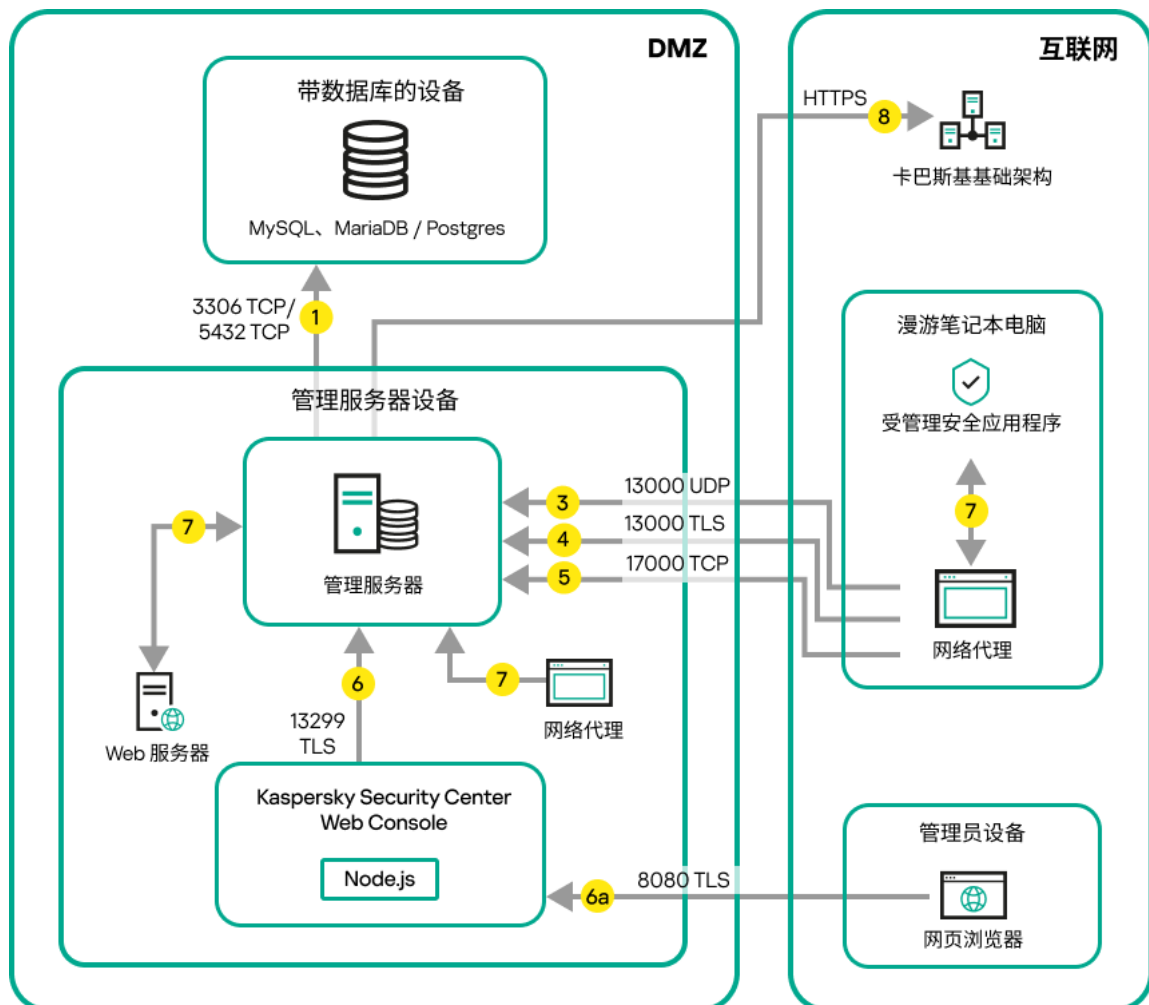 DMZ
带数据库的设备
MySQL、MariaDB / Postgres
3306 TCP/
5432 TCP
1
管理服务器设备
管理服务器
7
Web 服务器
6
13299
TLS
7
网络代理
Kaspersky Security Center
Web Console
Node.js
互联网
HTTPS
8
卡巴斯基基础架构
漫游笔记本电脑
受管理安全应用程序
7
网络代理
3
13000 UDP
4
13000 TLS
5
17000 TCP
管理员设备
网页浏览器
8080 TLS
6a